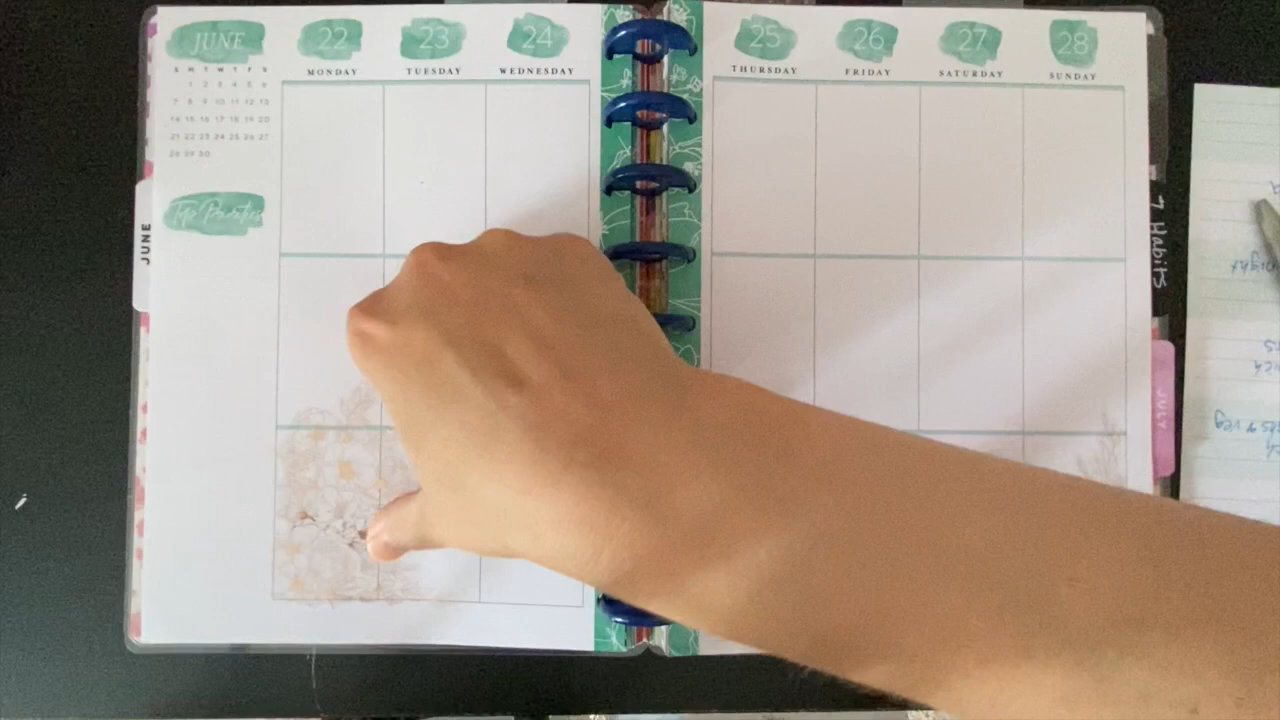 JUNE 22 23 24 25 26 27 28
MONDAY TUESDAY WEDNESDAY THURSDAY FRIDAY SATURDAY SUNDAY
S M T W T F S
1 2 3 4 5 6
7 8 9 10 11 12 13
14 15 16 17 18 19 20
21 22 23 24 25 26 27
28 29 30
Top Priorities
JUNE
7 Habits
JULY